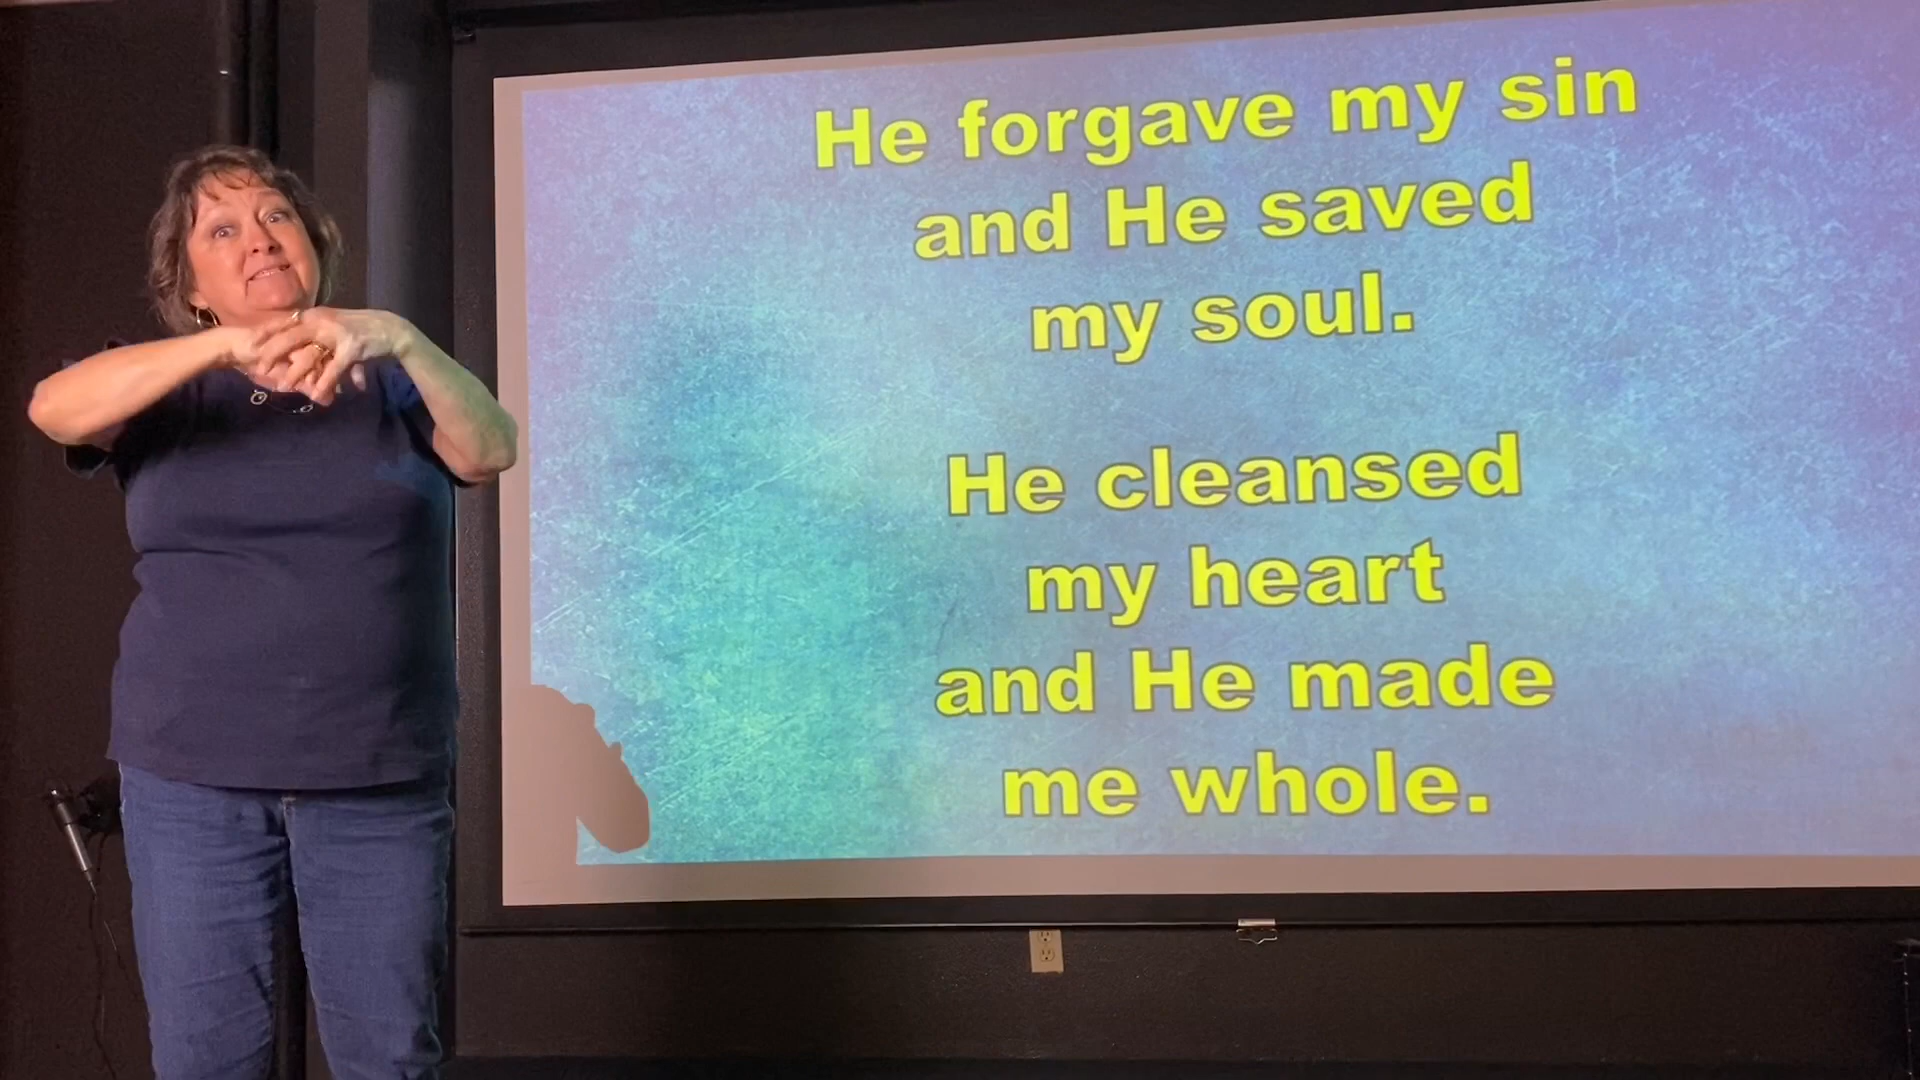 He forgave my sin
and He saved
my soul.
He cleansed
my heart
and He made
me whole.